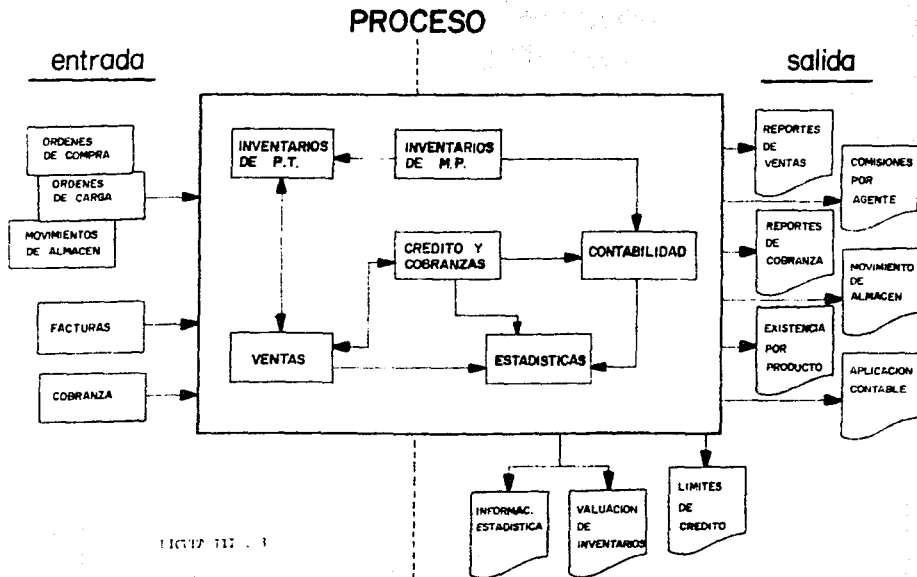 PROCESO
entrada
salida
ORDENES
DE COMPRA
ORDENES
DE CARGA
MOVIMIENTOS
DE ALMACEN
FACTURAS
COBRANZA
INVENTARIOS
DE P.T.
INVENTARIOS
DE M.P.
CREDITO Y
COBRANZAS
CONTABILIDAD
VENTAS
ESTADISTICAS
REPORTES
DE
VENTAS
COMISIONES
POR
AGENTE
REPORTES
DE
COBRANZA
MOVIMIENTO
DE
ALMACEN
EXISTENCIA
POR
PRODUCTO
APLICACION
CONTABLE
INFORMAC.
ESTADISTICA
VALUACION
DE
INVENTARIOS
LIMITES
DE
CREDITO
III . 3